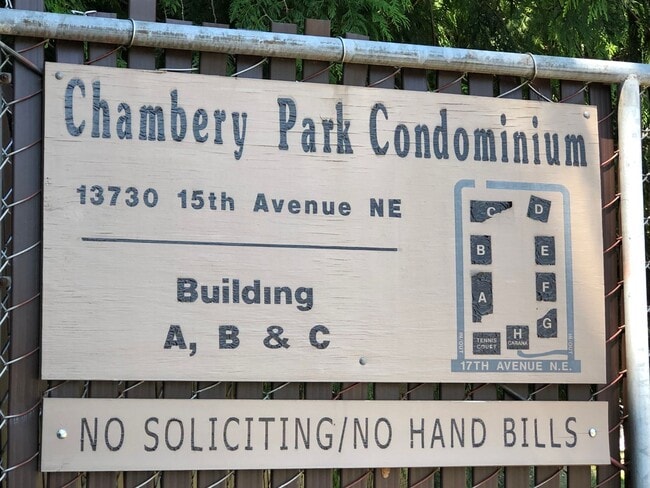 Chambery Park Condominium
13730 15th Avenue NE
Building
A, B & C
C D
B E
A F
G
H
TENNIS COURT
CABANA
17TH AVENUE N.E.
NO SOLICITING/NO HAND BILLS